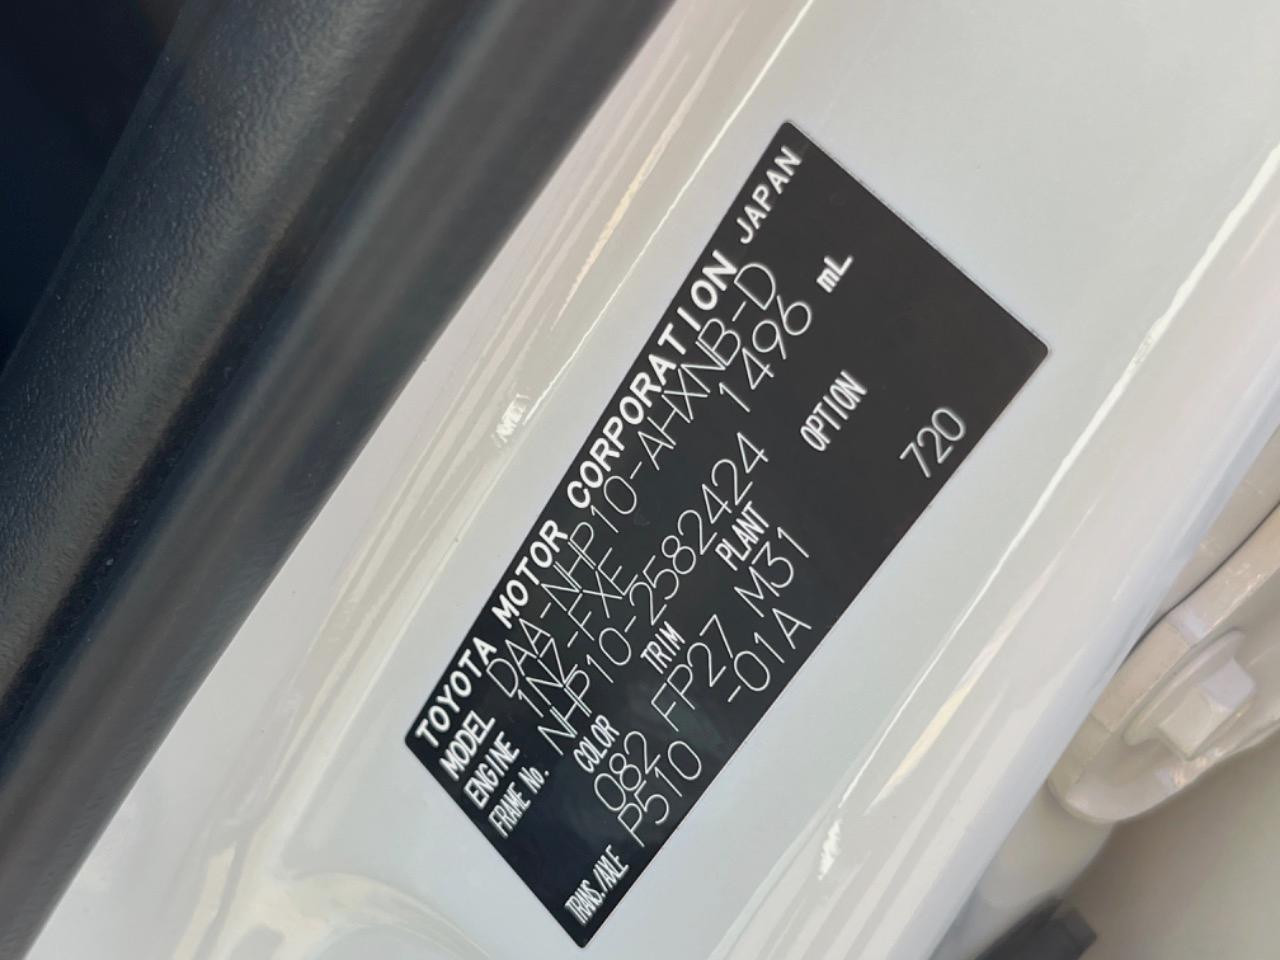 TOYOTA MOTOR CORPORATION JAPAN
MODEL DAA-NHP10-AHXNB-D
ENGINE 1NZ-FXE 1496 mL
FRAME No. NHP10-2582424
COLOR TRIM PLANT OPTION
082 FP27 M31 720
TRANS./AXLE P510 -01A